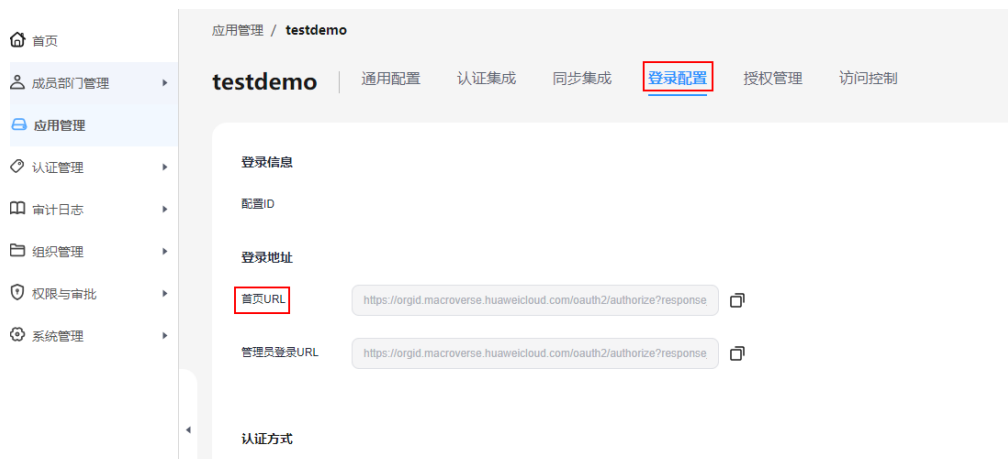 应用管理 / testdemo
首页
成员部门管理
应用管理
认证管理
审计日志
组织管理
权限与审批
系统管理
testdemo 通用配置 认证集成 同步集成 登录配置 授权管理 访问控制
登录信息
配置ID
登录地址
首页URL https://orgid.macroverse.huaweicloud.com/oauth2/authorize?response
管理员登录URL https://orgid.macroverse.huaweicloud.com/oauth2/authorize?response
认证方式